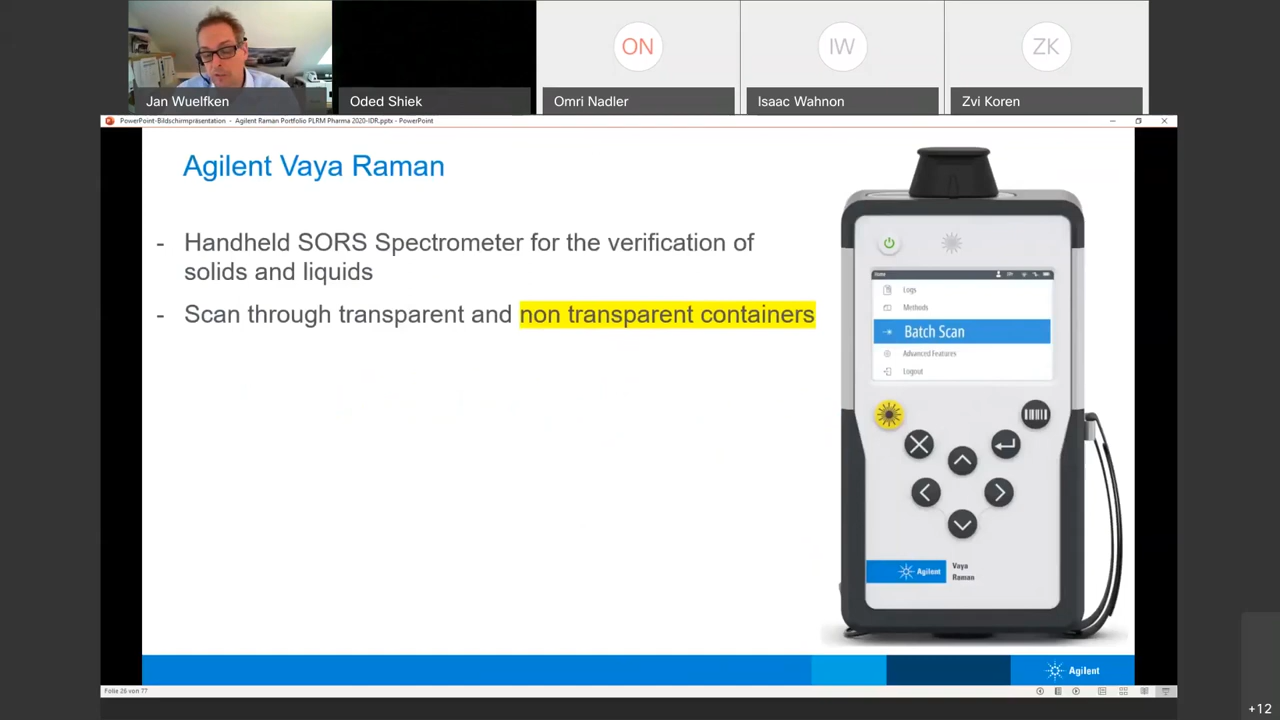 ON
IW
ZK
Jan Wuelfken
Oded Shiek
Omri Nadler
Isaac Wahnon
Zvi Koren
PowerPoint-Bildschirmpräsentation - Agilent Raman Portfolio PLRM Pharma 2020-IDR.pptx - PowerPoint
Agilent Vaya Raman
- Handheld SORS Spectrometer for the verification of
solids and liquids
- Scan through transparent and non transparent containers
Home
Logs
Methods
Batch Scan
Advanced Features
Logout
Agilent
Vaya
Raman
Agilent
Folie 26 von 77
+12